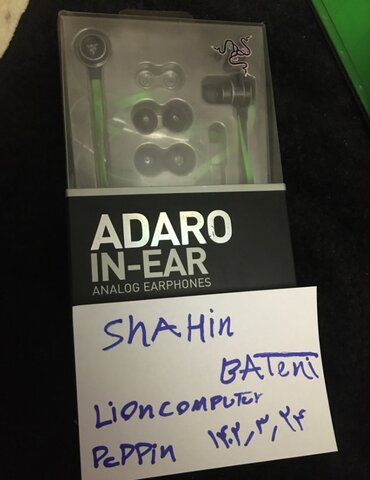 ADARO
IN-EAR
ANALOG EARPHONES
ShAHin
BATeni
Lioncomputer
PePPin ۱۴۰۲,۳,۲۴